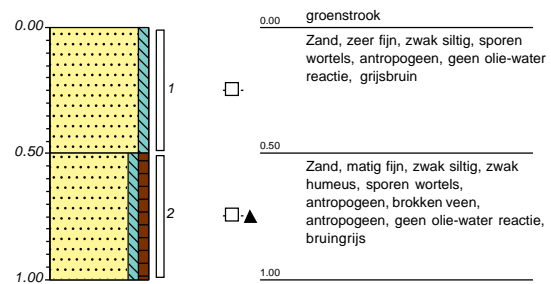 0.00
0.00
groenstrook
Zand, zeer fijn, zwak siltig, sporen
wortels, antropogeen, geen olie-water
reactie, grijsbruin
1
0.50
0.50
Zand, matig fijn, zwak siltig, zwak
humeus, sporen wortels,
antropogeen, brokken veen,
antropogeen, geen olie-water reactie,
bruingrijs
2
1.00
1.00